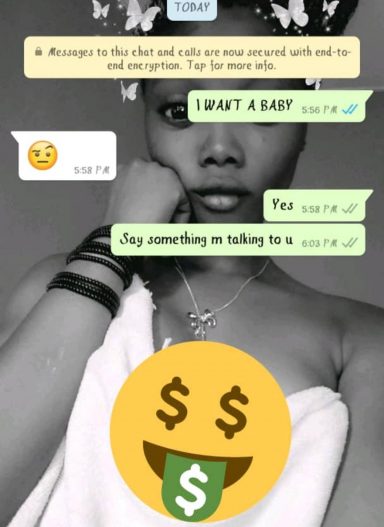 TODAY
🔒 Messages to this chat and calls are now secured with end-to-
end encryption. Tap for more info.
I WANT A BABY 5:56 PM
🤨 5:58 PM
Yes 5:58 PM
Say something m talking to u 6:03 PM
$ $
$